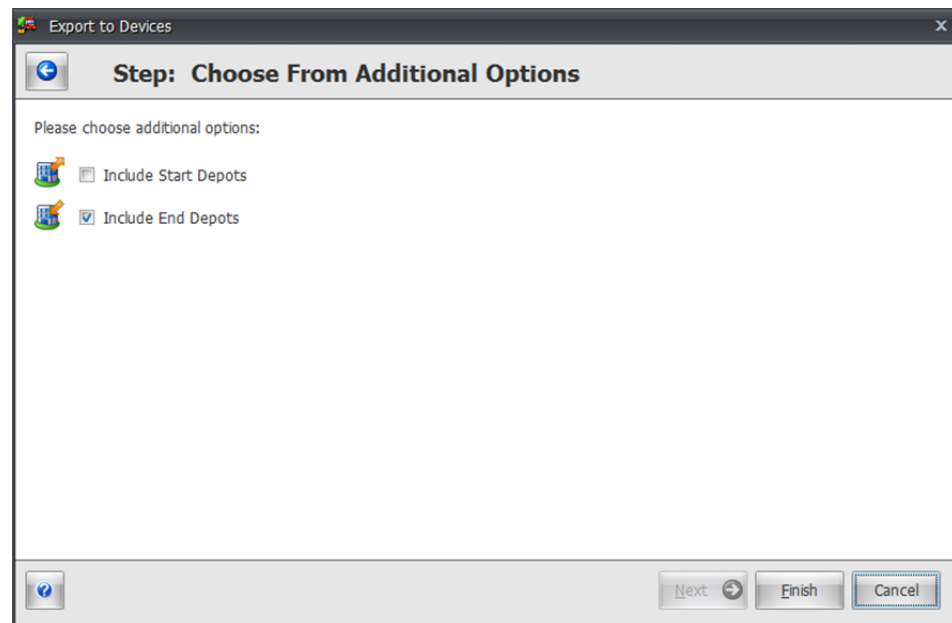 Export to Devices
Step: Choose From Additional Options
Please choose additional options:
Include Start Depots
Include End Depots
Next Finish Cancel